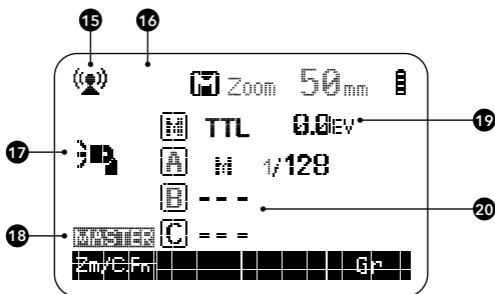 15 16
M Zoom 50mm
M TTL 0.0EV 19
17 A M 1/128
B --- 20
18 MASTER C ===
Zm/C.Fn Gr